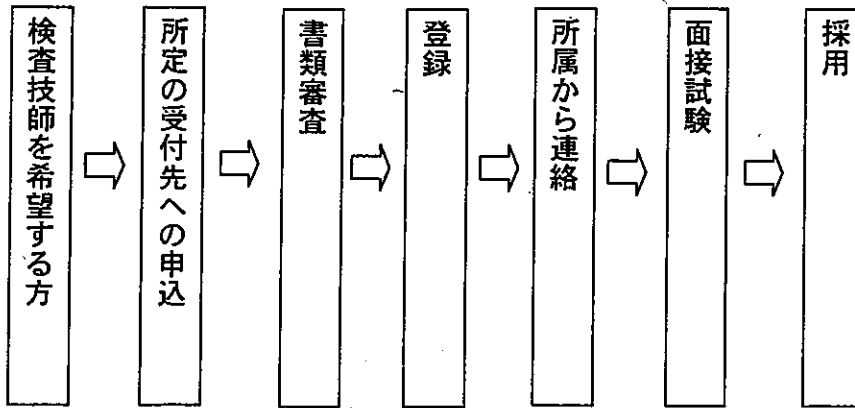 検査技師を希望する方
所定の受付先への申込
書類審査
登録
所属から連絡
面接試験
採用